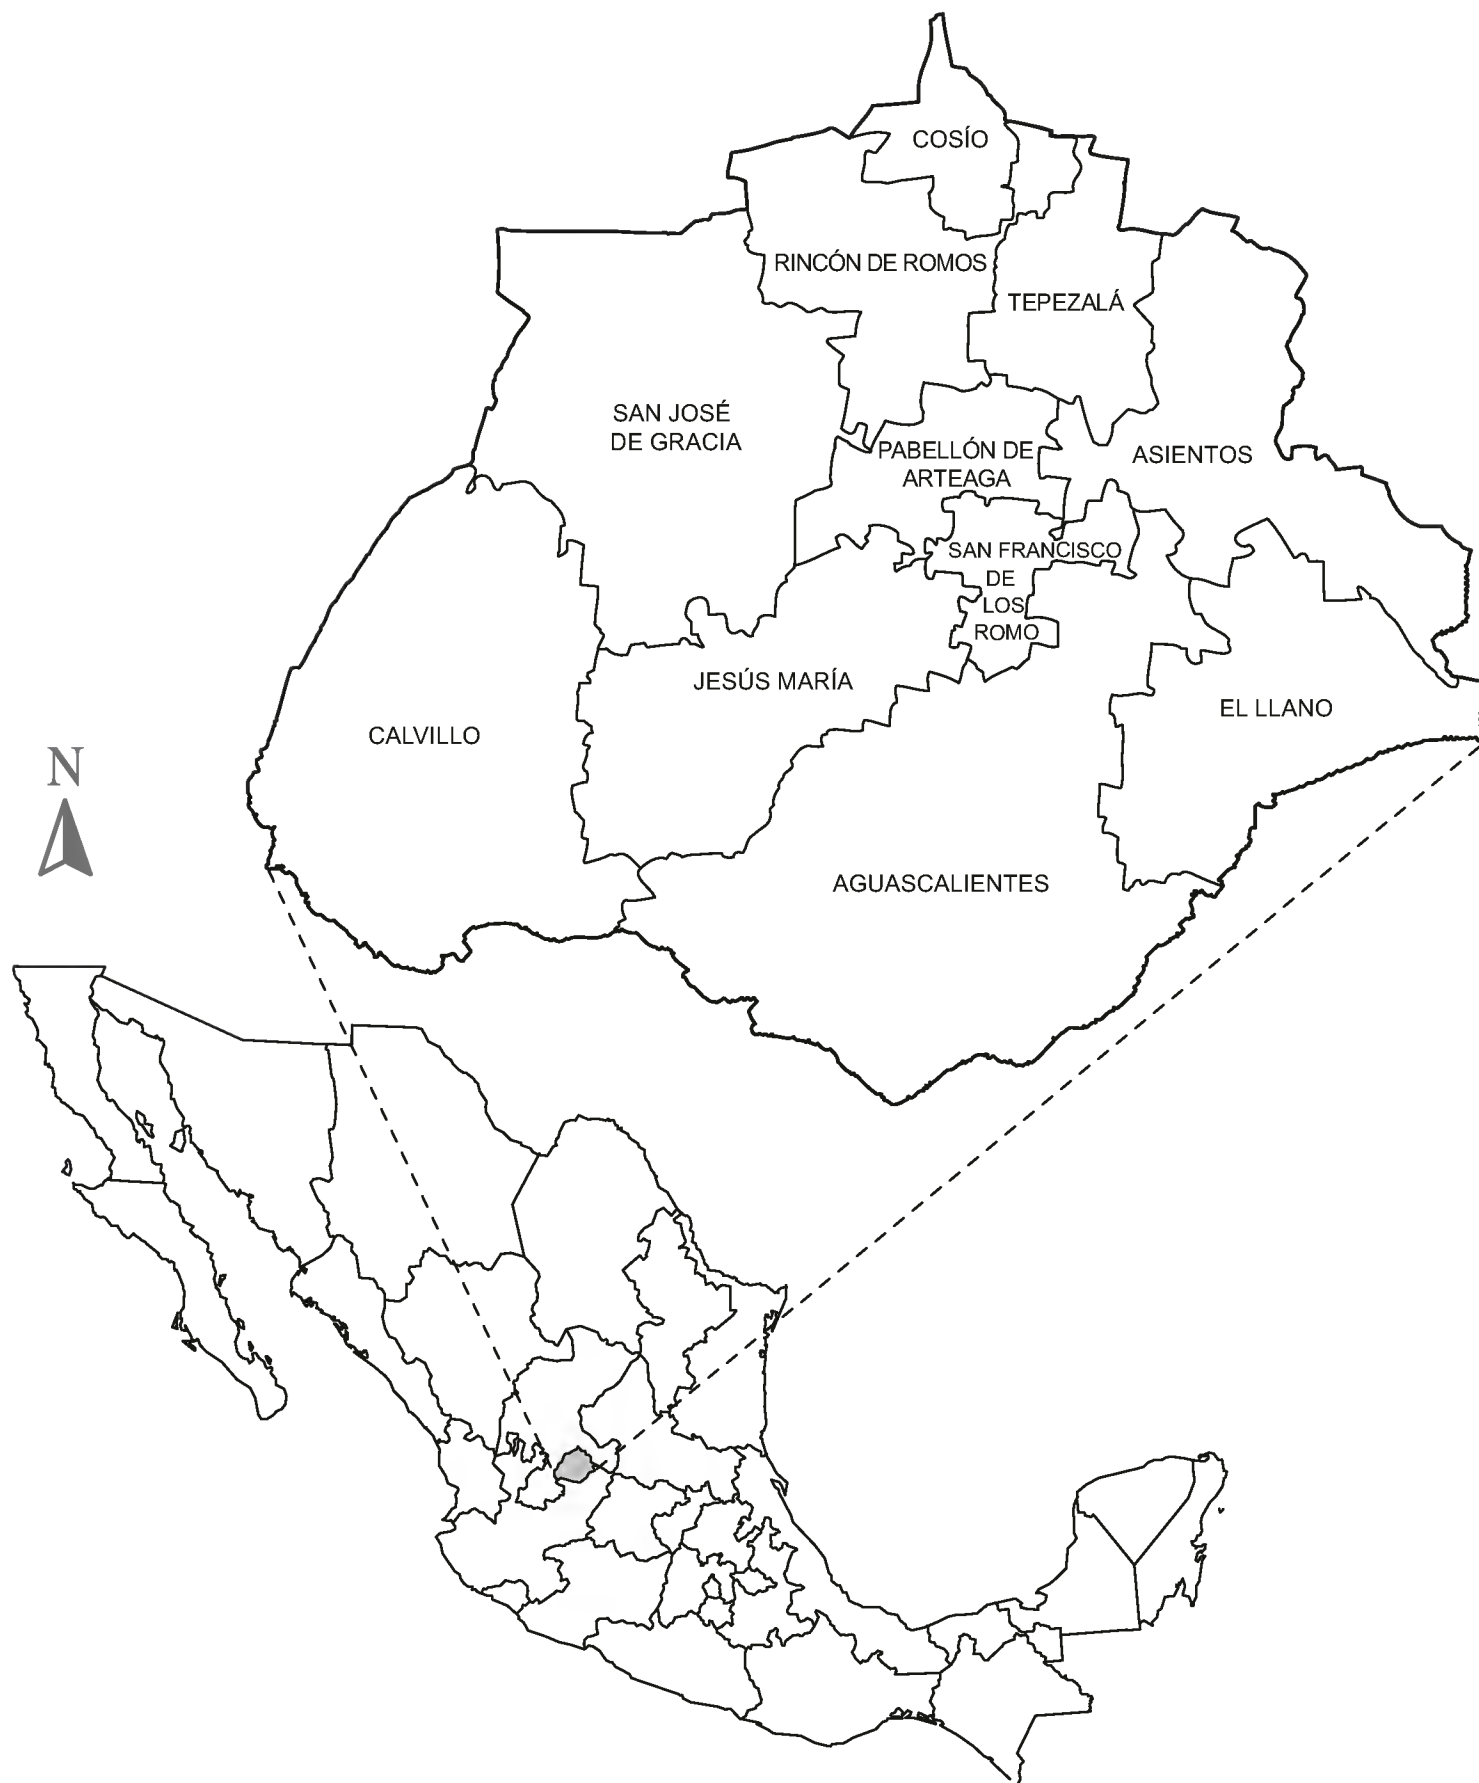 COSÍO
RINCÓN DE ROMOS
TEPEZALÁ
SAN JOSÉ
DE GRACIA
PABELLÓN DE
ARTEAGA
ASIENTOS
SAN FRANCISCO
DE
LOS
ROMO
JESÚS MARÍA
EL LLANO
CALVILLO
N
AGUASCALIENTES